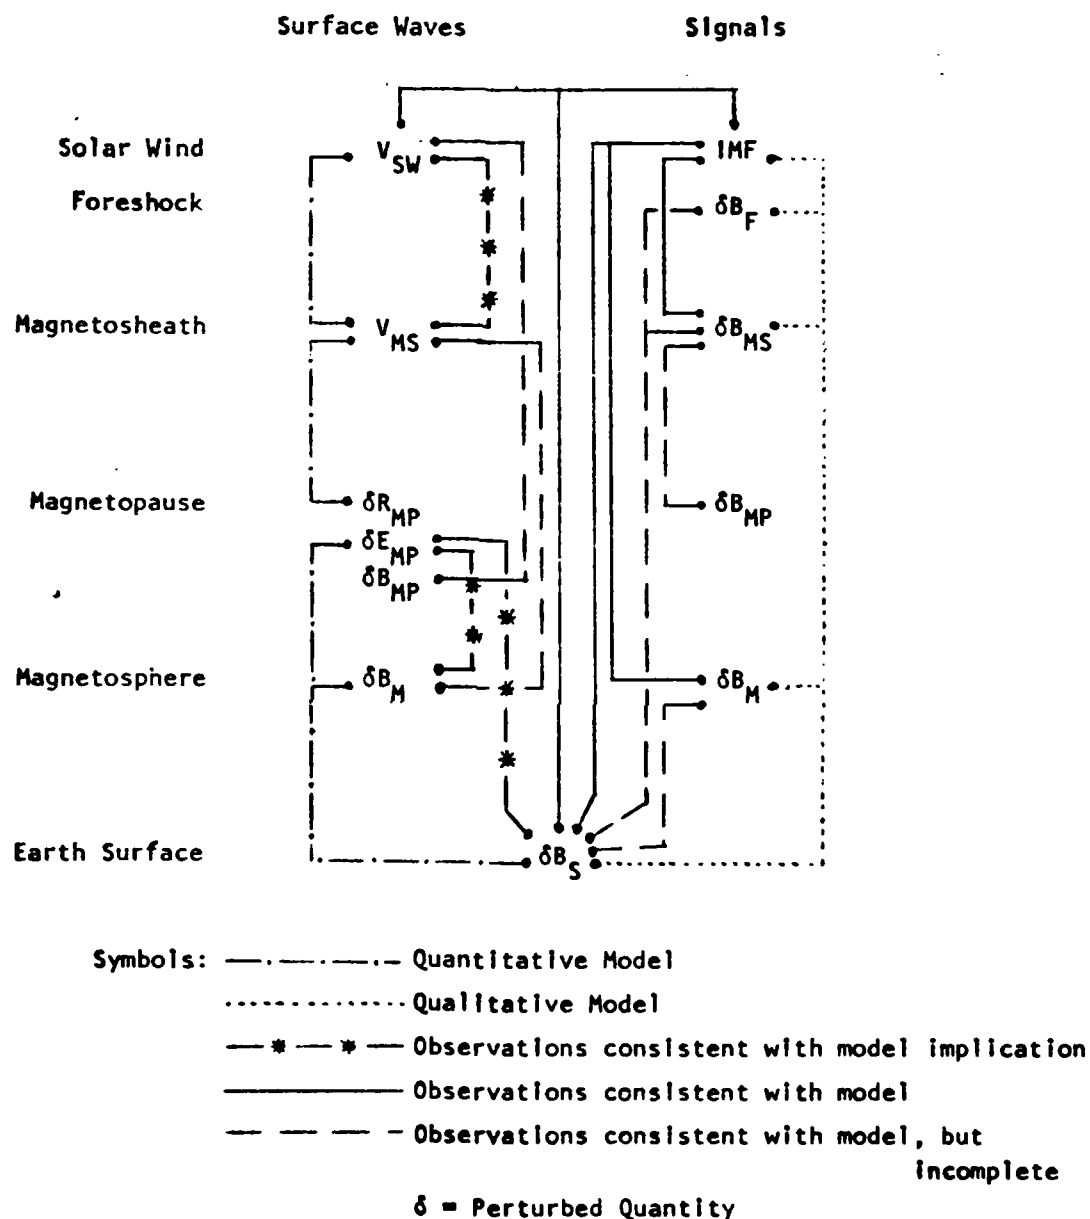 Surface Waves Signals
Solar Wind V_SW IMF
Foreshock δB_F
Magnetosheath V_MS δB_MS
Magnetopause δR_MP δB_MP
δE_MP
δB_MP
Magnetosphere δB_M δB_M
Earth Surface δB_S
Symbols: Quantitative Model
Qualitative Model
Observations consistent with model implication
Observations consistent with model
Observations consistent with model, but
incomplete
δ = Perturbed Quantity